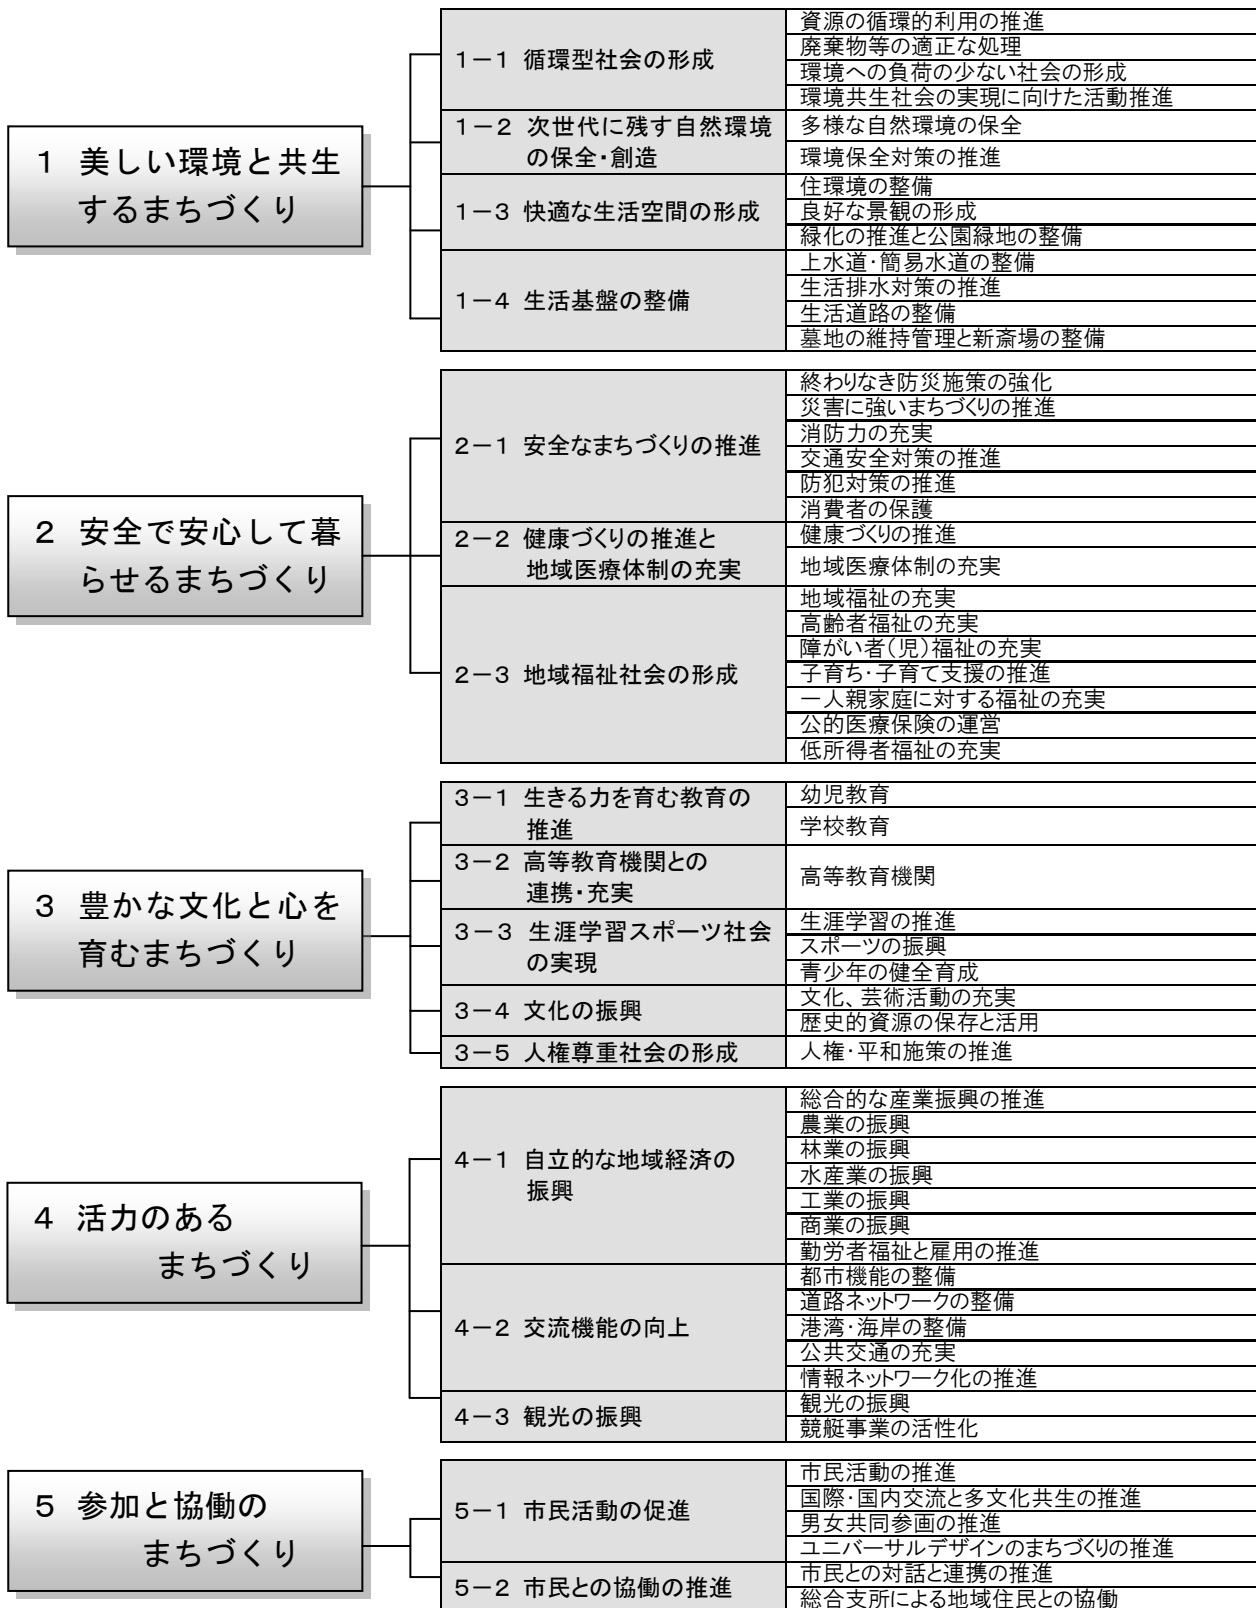 1 美しい環境と共生
するまちづくり
1－1 循環型社会の形成
資源の循環的利用の推進
廃棄物等の適正な処理
環境への負荷の少ない社会の形成
環境共生社会の実現に向けた活動推進
1－2 次世代に残す自然環境
の保全・創造
多様な自然環境の保全
環境保全対策の推進
1－3 快適な生活空間の形成
住環境の整備
良好な景観の形成
緑化の推進と公園緑地の整備
1－4 生活基盤の整備
上水道・簡易水道の整備
生活排水対策の推進
生活道路の整備
墓地の維持管理と新斎場の整備
2 安全で安心して暮
らせるまちづくり
2－1 安全なまちづくりの推進
終わりなき防災施策の強化
災害に強いまちづくりの推進
消防力の充実
交通安全対策の推進
防犯対策の推進
消費者の保護
2－2 健康づくりの推進と
地域医療体制の充実
健康づくりの推進
地域医療体制の充実
2－3 地域福祉社会の形成
地域福祉の充実
高齢者福祉の充実
障がい者（児）福祉の充実
子育ち・子育て支援の推進
一人親家庭に対する福祉の充実
公的医療保険の運営
低所得者福祉の充実
3 豊かな文化と心を
育むまちづくり
3－1 生きる力を育む教育の
推進
幼児教育
学校教育
3－2 高等教育機関との
連携・充実
高等教育機関
3－3 生涯学習スポーツ社会
の実現
生涯学習の推進
スポーツの振興
青少年の健全育成
3－4 文化の振興
文化、芸術活動の充実
歴史的資源の保存と活用
3－5 人権尊重社会の形成
人権・平和施策の推進
4 活力のある
まちづくり
4－1 自立的な地域経済の
振興
総合的な産業振興の推進
農業の振興
林業の振興
水産業の振興
工業の振興
商業の振興
勤労者福祉と雇用の推進
4－2 交流機能の向上
都市機能の整備
道路ネットワークの整備
港湾・海岸の整備
公共交通の充実
情報ネットワーク化の推進
4－3 観光の振興
観光の振興
競艇事業の活性化
5 参加と協働の
まちづくり
5－1 市民活動の促進
市民活動の推進
国際・国内交流と多文化共生の推進
男女共同参画の推進
ユニバーサルデザインのまちづくりの推進
5－2 市民との協働の推進
市民との対話と連携の推進
総合支所による地域住民との協働